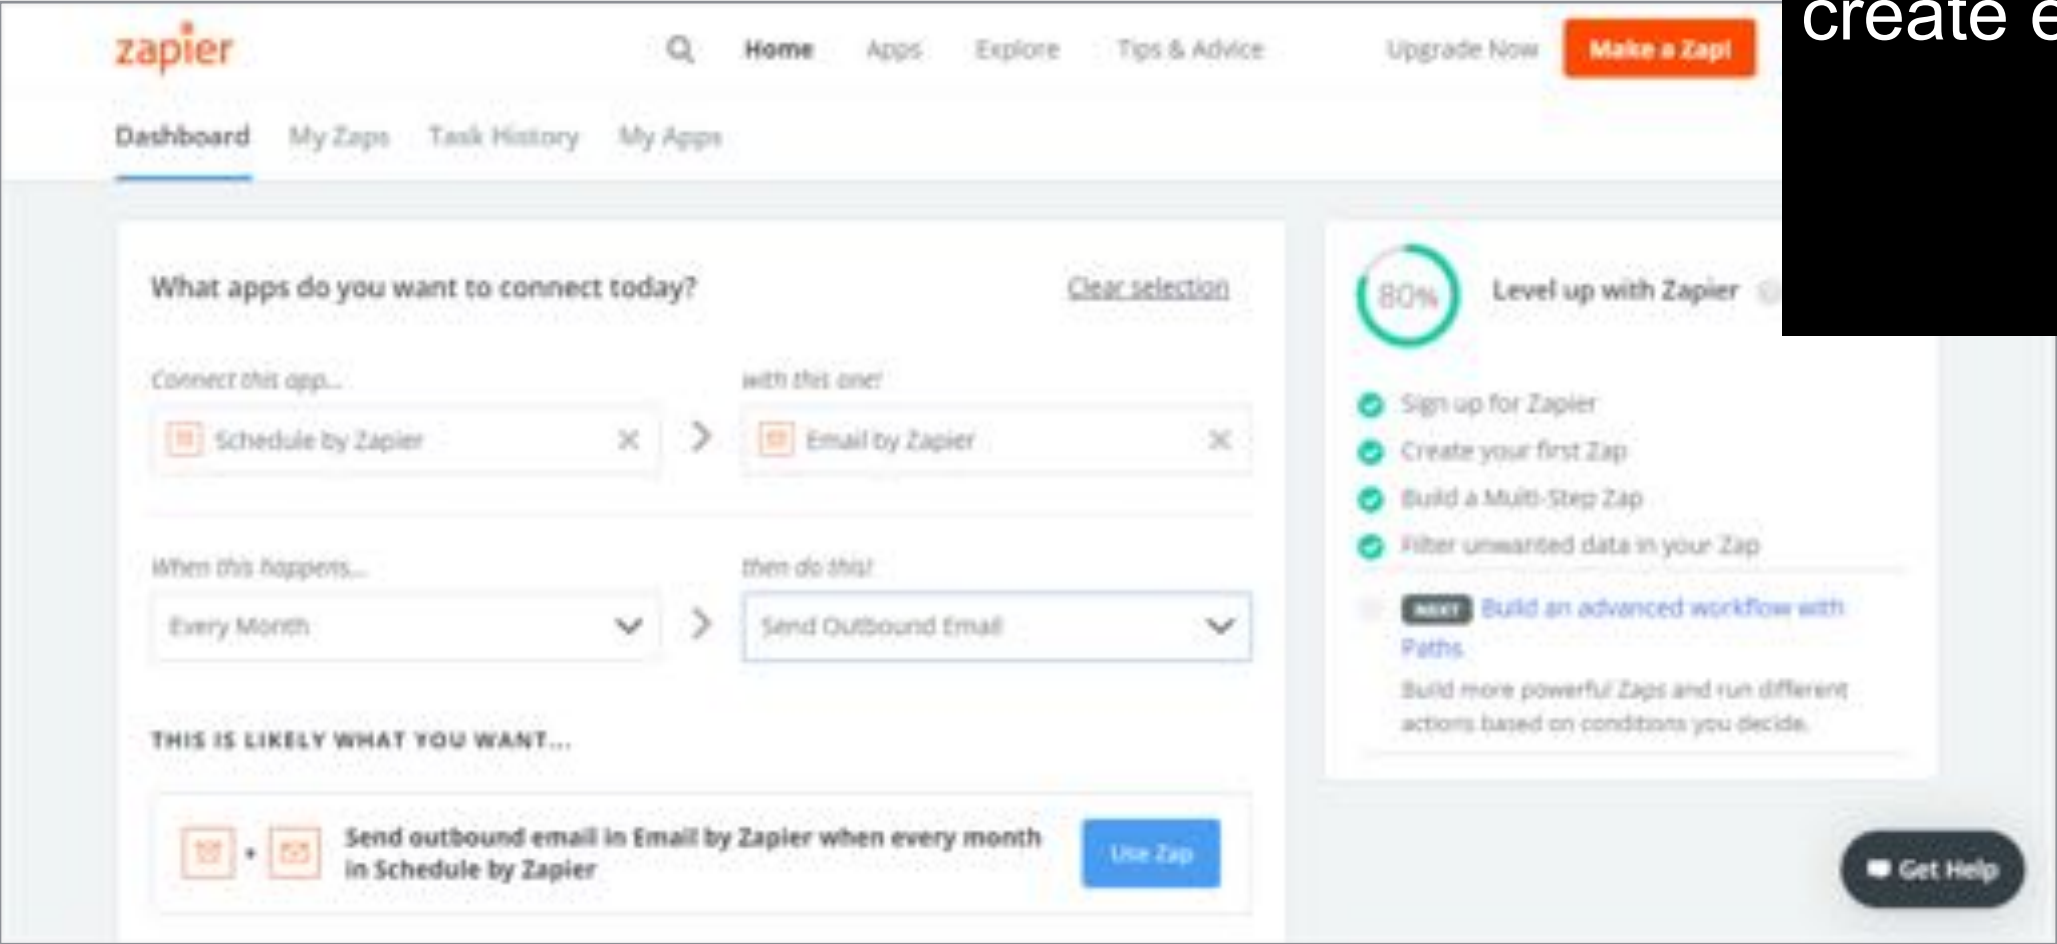 create e
zapier
Home Apps Explore Tips & Advice Upgrade Now Make a Zap!
Dashboard My Zaps Task History My Apps
What apps do you want to connect today? Clear selection
Connect this app... with this one!
Schedule by Zapier Email by Zapier
When this happens... then do this!
Every Month Send Outbound Email
THIS IS LIKELY WHAT YOU WANT...
Send outbound email in Email by Zapier when every month
in Schedule by Zapier
Use Zap
80% Level up with Zapier
Sign up for Zapier
Create your first Zap
Build a Multi-Step Zap
Filter unwanted data in your Zap
NEXT Build an advanced workflow with
Paths
Build more powerful Zaps and run different
actions based on conditions you decide.
Get Help